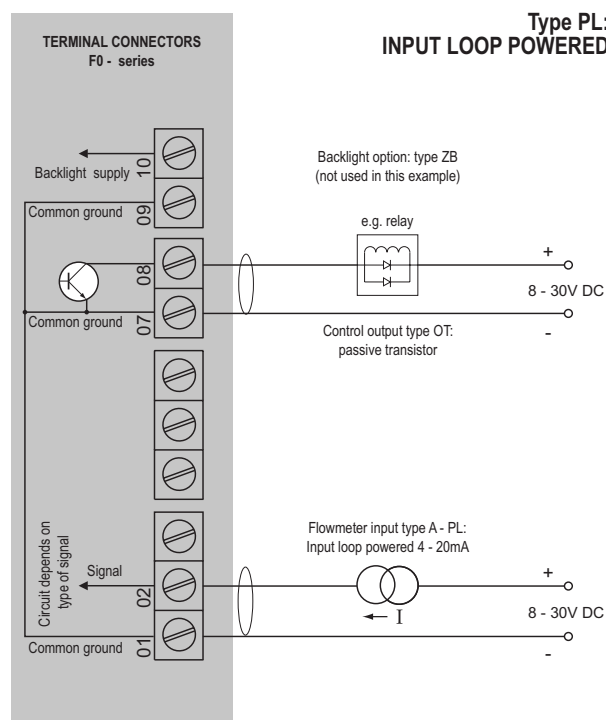 Type PL:
INPUT LOOP POWERED
TERMINAL CONNECTORS
F0 - series
10
Backlight supply
Backlight option: type ZB
(not used in this example)
Common ground
09
e.g. relay
08
+
8 - 30V DC
Common ground
07
Control output type OT:
passive transistor
-
Flowmeter input type A - PL:
Input loop powered 4 - 20mA
Circuit depends on
type of signal
Signal
02
+
I
8 - 30V DC
Common ground
01
-